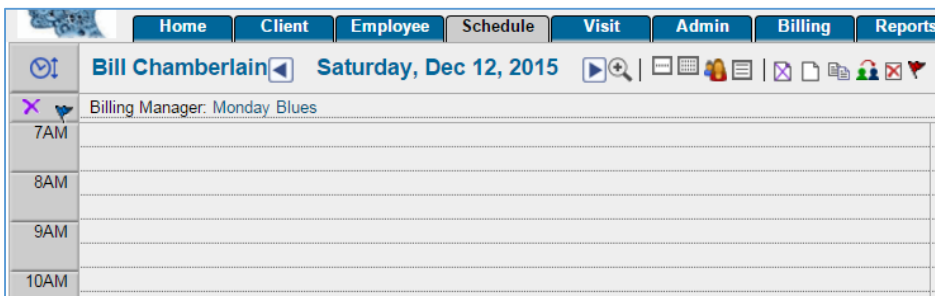 Home Client Employee Schedule Visit Admin Billing Reports
Bill Chamberlain Saturday, Dec 12, 2015
Billing Manager: Monday Blues
7AM
8AM
9AM
10AM